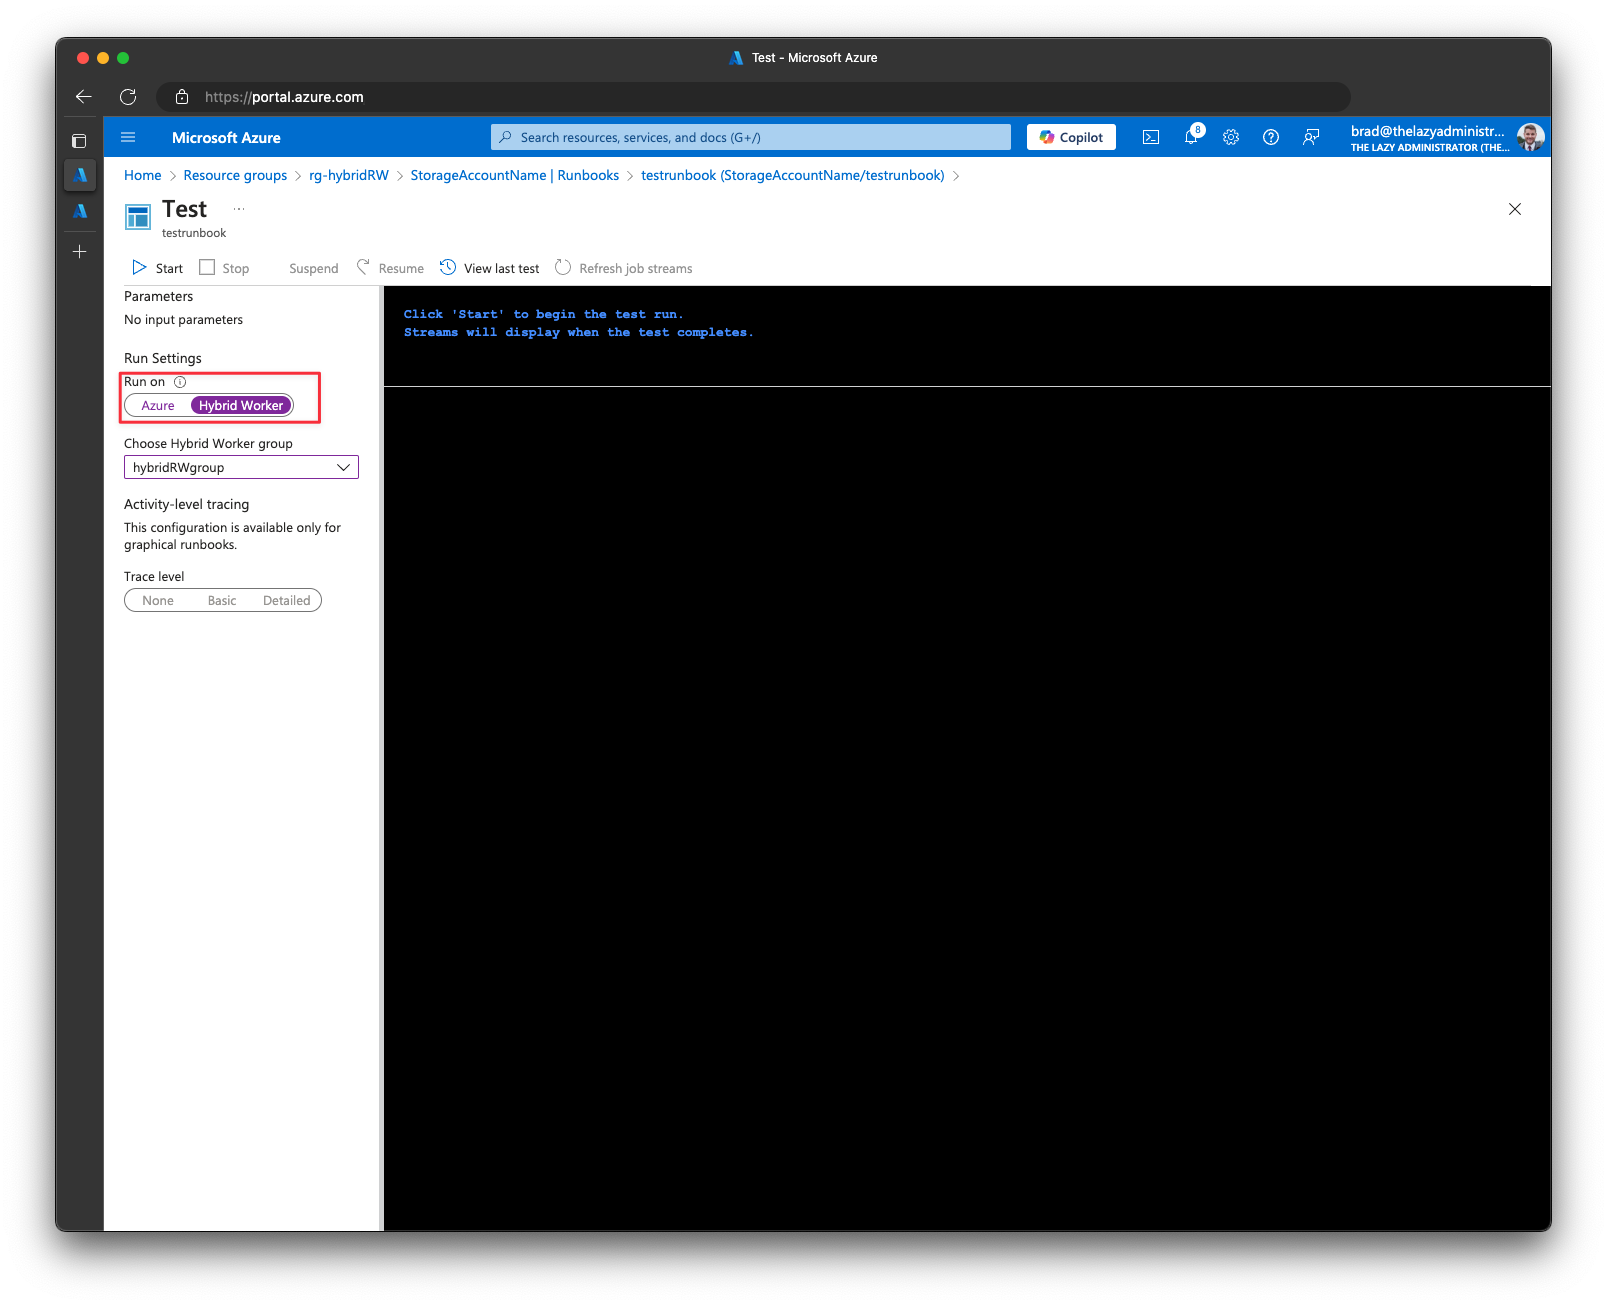 Test - Microsoft Azure
https://portal.azure.com
Microsoft Azure
Search resources, services, and docs (G+/)
Copilot
8
brad@thelazyadministr...
THE LAZY ADMINISTRATOR (THE...
Home > Resource groups > rg-hybridRW > StorageAccountName | Runbooks > testrunbook (StorageAccountName/testrunbook) >
Test ...
testrunbook
Start Stop Suspend Resume View last test Refresh job streams
Parameters
No input parameters
Run Settings
Run on
Azure Hybrid Worker
Choose Hybrid Worker group
hybridRWgroup
Activity-level tracing
This configuration is available only for
graphical runbooks.
Trace level
None Basic Detailed
Click 'Start' to begin the test run.
Streams will display when the test completes.